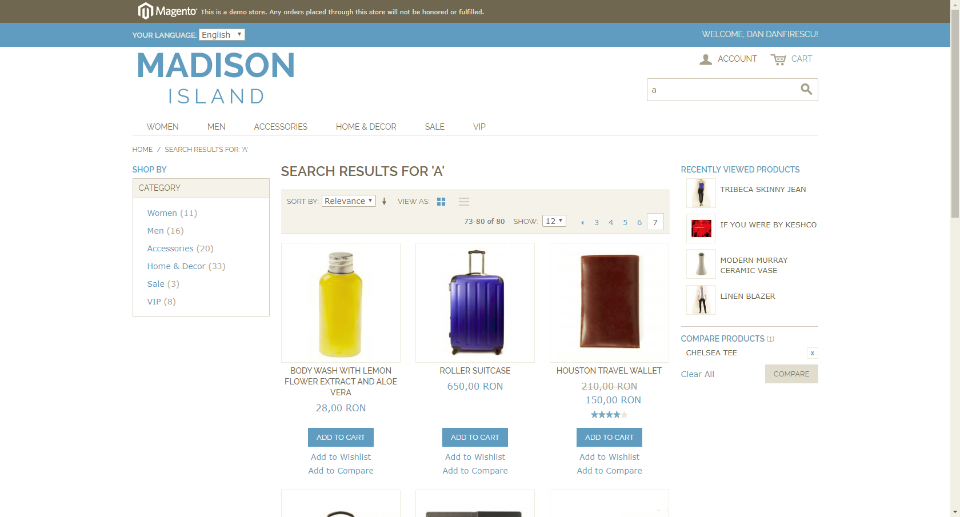 Magento This is a demo store. Any orders placed through this store will not be honored or fulfilled.
YOUR LANGUAGE: English WELCOME, DAN DANFIRESCU!
MADISON
ISLAND
ACCOUNT CART
a
WOMEN MEN ACCESSORIES HOME & DECOR SALE VIP
HOME / SEARCH RESULTS FOR: 'A'
SHOP BY
CATEGORY
Women (11)
Men (16)
Accessories (20)
Home & Decor (33)
Sale (3)
VIP (8)
SEARCH RESULTS FOR 'A'
SORT BY: Relevance VIEW AS:
73-80 of 80 SHOW: 12 3 4 5 6 7
BODY WASH WITH LEMON
FLOWER EXTRACT AND ALOE
VERA
28,00 RON
ADD TO CART
Add to Wishlist
Add to Compare
ROLLER SUITCASE
650,00 RON
ADD TO CART
Add to Wishlist
Add to Compare
HOUSTON TRAVEL WALLET
210,00 RON
150,00 RON
ADD TO CART
Add to Wishlist
Add to Compare
RECENTLY VIEWED PRODUCTS
TRIBECA SKINNY JEAN
IF YOU WERE BY KESHCO
MODERN MURRAY
CERAMIC VASE
LINEN BLAZER
COMPARE PRODUCTS (1)
CHELSEA TEE x
Clear All COMPARE